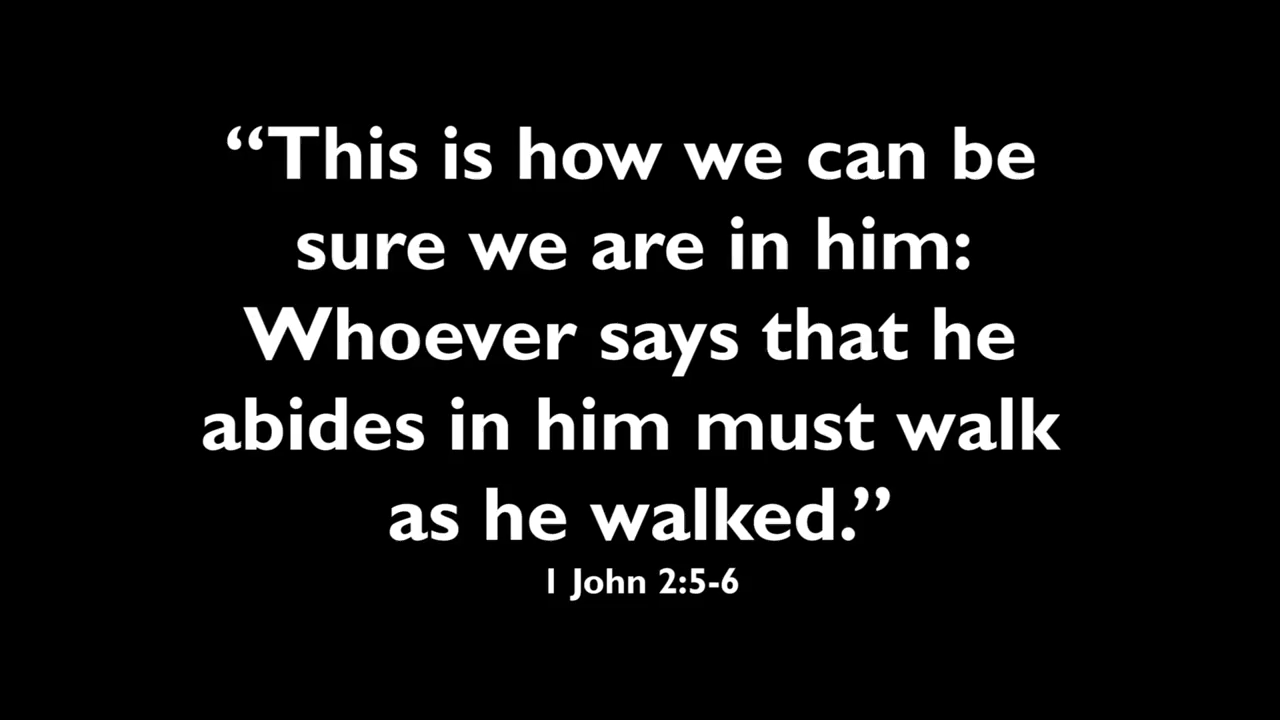 “This is how we can be
sure we are in him:
Whoever says that he
abides in him must walk
as he walked.”
1 John 2:5-6